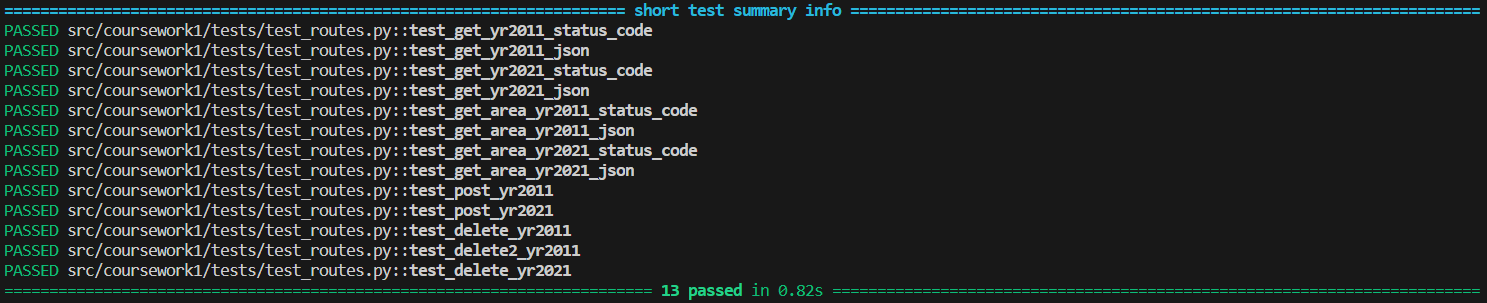 ===================================================================== short test summary info ======================================================================
PASSED src/coursework1/tests/test_routes.py::test_get_yr2011_status_code
PASSED src/coursework1/tests/test_routes.py::test_get_yr2011_json
PASSED src/coursework1/tests/test_routes.py::test_get_yr2021_status_code
PASSED src/coursework1/tests/test_routes.py::test_get_yr2021_json
PASSED src/coursework1/tests/test_routes.py::test_get_area_yr2011_status_code
PASSED src/coursework1/tests/test_routes.py::test_get_area_yr2011_json
PASSED src/coursework1/tests/test_routes.py::test_get_area_yr2021_status_code
PASSED src/coursework1/tests/test_routes.py::test_get_area_yr2021_json
PASSED src/coursework1/tests/test_routes.py::test_post_yr2011
PASSED src/coursework1/tests/test_routes.py::test_post_yr2021
PASSED src/coursework1/tests/test_routes.py::test_delete_yr2011
PASSED src/coursework1/tests/test_routes.py::test_delete2_yr2011
PASSED src/coursework1/tests/test_routes.py::test_delete_yr2021
======================================================================== 13 passed in 0.82s ========================================================================